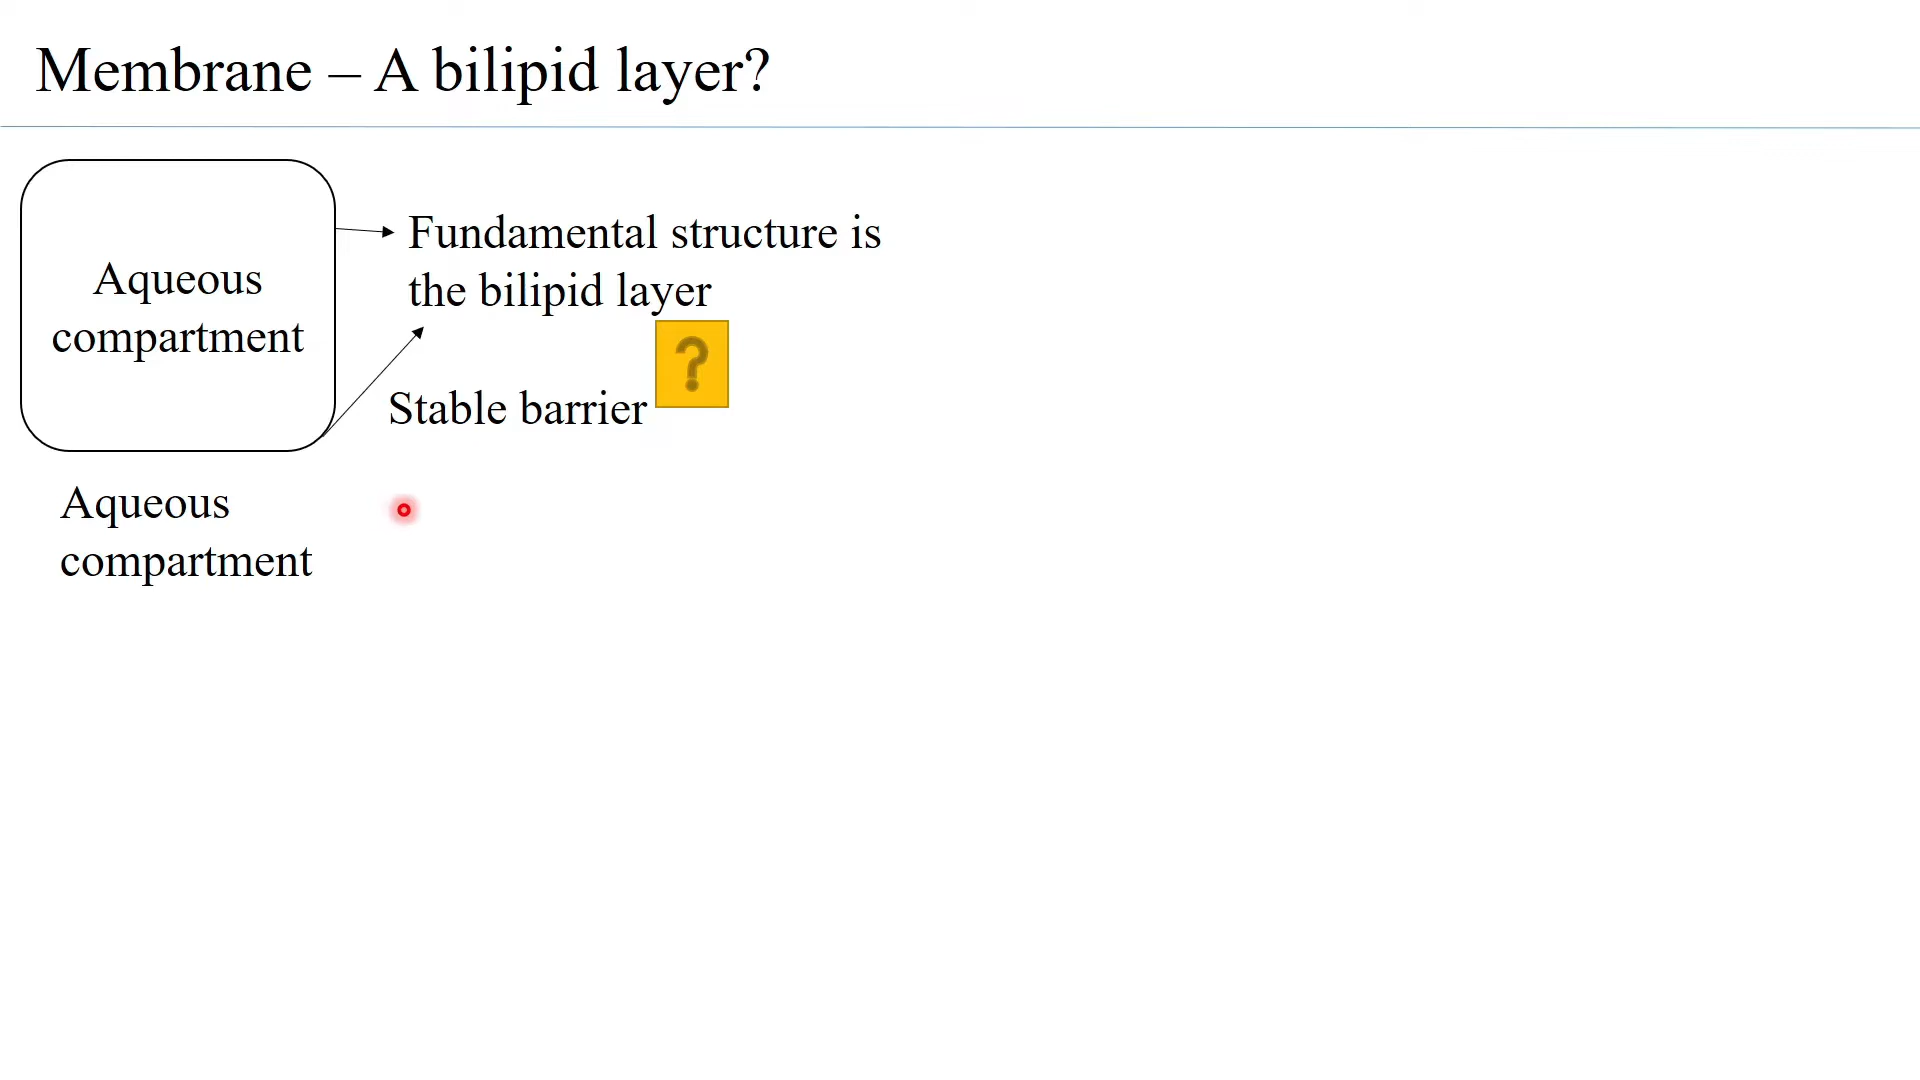 Membrane – A bilipid layer?
Aqueous
compartment
Fundamental structure is
the bilipid layer
?
Stable barrier
Aqueous
compartment